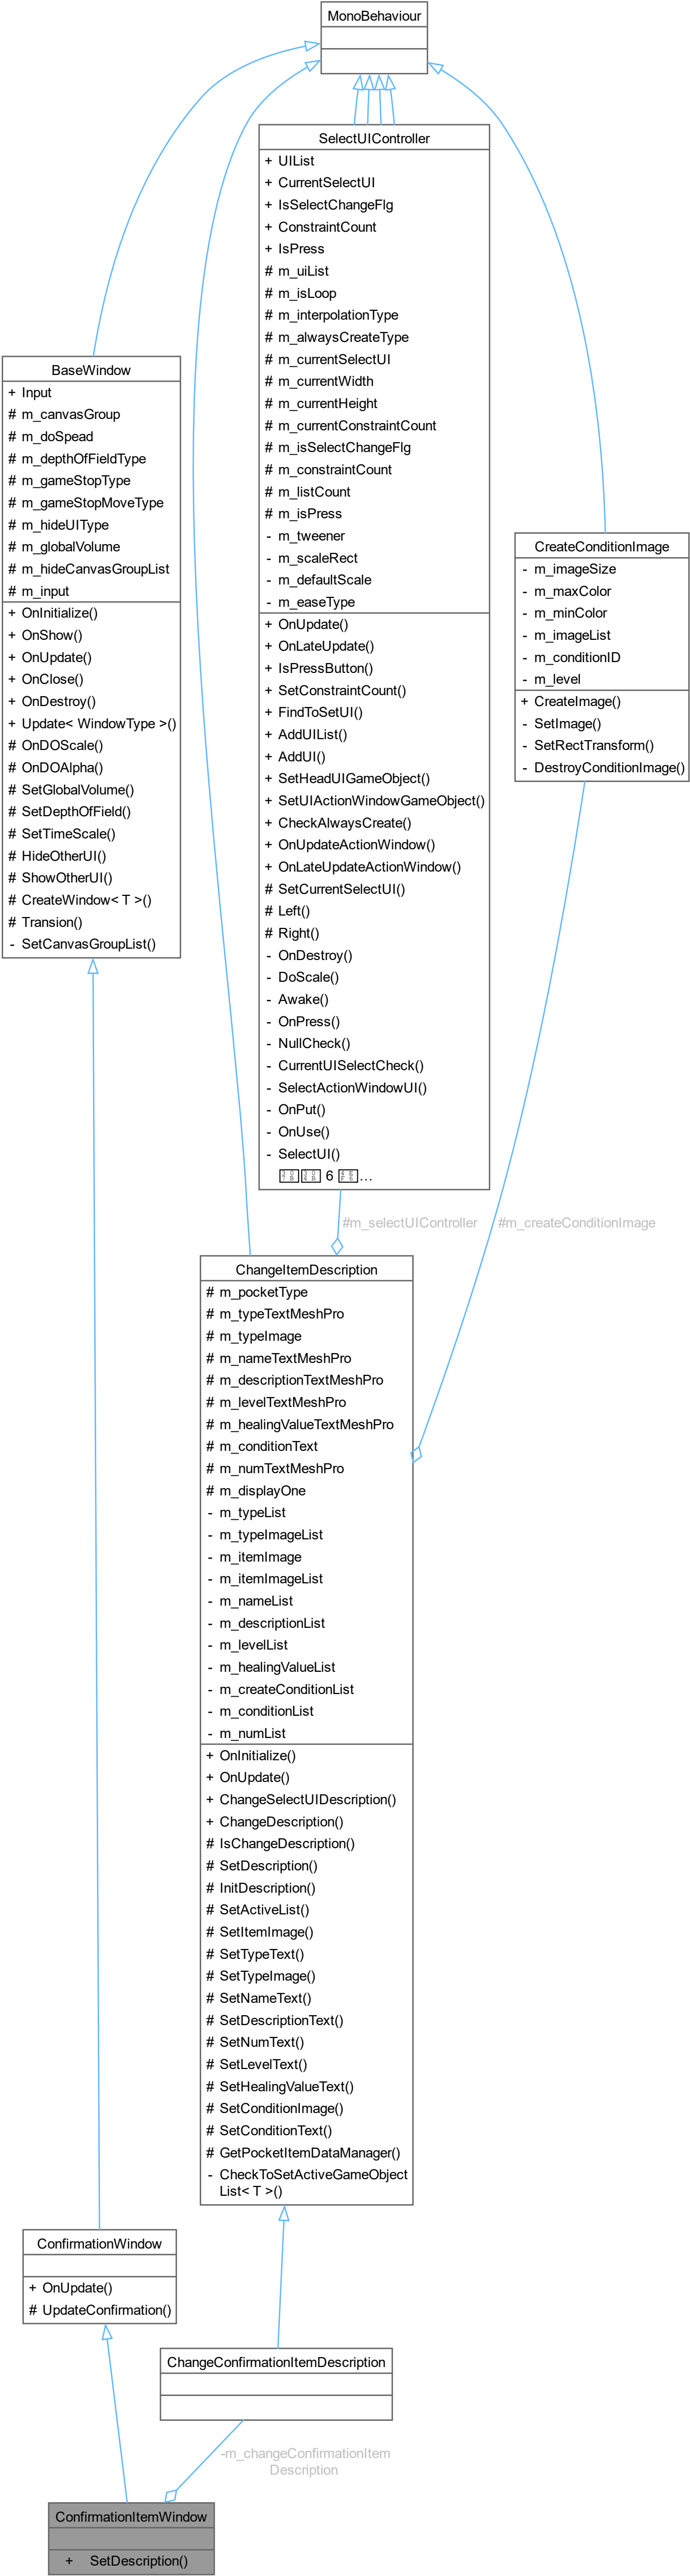 MonoBehaviour
SelectUIController
+ UIList
+ CurrentSelectUI
+ IsSelectChangeFlg
+ ConstraintCount
+ IsPress
# m_uiList
# m_isLoop
# m_interpolationType
# m_alwaysCreateType
# m_currentSelectUI
# m_currentWidth
# m_currentHeight
# m_currentConstraintCount
# m_isSelectChangeFlg
# m_constraintCount
# m_listCount
# m_isPress
- m_tweener
- m_scaleRect
- m_defaultScale
- m_easeType
+ OnUpdate()
+ OnLateUpdate()
+ IsPressButton()
+ SetConstraintCount()
+ FindToSetUI()
+ AddUIList()
+ AddUI()
+ SetHeadUIGameObject()
+ SetUIActionWindowGameObject()
+ CheckAlwaysCreate()
+ OnUpdateActionWindow()
+ OnLateUpdateActionWindow()
# SetCurrentSelectUI()
# Left()
# Right()
- OnDestroy()
- DoScale()
- Awake()
- OnPress()
- NullCheck()
- CurrentUISelectCheck()
- SelectActionWindowUI()
- OnPut()
- OnUse()
- SelectUI()
6 ...
BaseWindow
+ Input
# m_canvasGroup
# m_doSpead
# m_depthOfFieldType
# m_gameStopType
# m_gameStopMoveType
# m_hideUIType
# m_globalVolume
# m_hideCanvasGroupList
# m_input
+ OnInitialize()
+ OnShow()
+ OnUpdate()
+ OnClose()
+ OnDestroy()
+ Update< WindowType >()
# OnDOScale()
# OnDOAlpha()
# SetGlobalVolume()
# SetDepthOfField()
# SetTimeScale()
# HideOtherUI()
# ShowOtherUI()
# CreateWindow< T >()
# Transion()
- SetCanvasGroupList()
CreateConditionImage
- m_imageSize
- m_maxColor
- m_minColor
- m_imageList
- m_conditionID
- m_level
+ CreateImage()
- SetImage()
- SetRectTransform()
- DestroyConditionImage()
#m_selectUIController
#m_createConditionImage
ChangeItemDescription
# m_pocketType
# m_typeTextMeshPro
# m_typeImage
# m_nameTextMeshPro
# m_descriptionTextMeshPro
# m_levelTextMeshPro
# m_healingValueTextMeshPro
# m_conditionText
# m_numTextMeshPro
# m_displayOne
- m_typeList
- m_typeImageList
- m_itemImage
- m_itemImageList
- m_nameList
- m_descriptionList
- m_levelList
- m_healingValueList
- m_createConditionList
- m_conditionList
- m_numList
+ OnInitialize()
+ OnUpdate()
+ ChangeSelectUIDescription()
+ ChangeDescription()
# IsChangeDescription()
# SetDescription()
# InitDescription()
# SetActiveList()
# SetItemImage()
# SetTypeText()
# SetTypeImage()
# SetNameText()
# SetDescriptionText()
# SetNumText()
# SetLevelText()
# SetHealingValueText()
# SetConditionImage()
# SetConditionText()
# GetPocketItemDataManager()
- CheckToSetActiveGameObject
List< T >()
ConfirmationWindow
+ OnUpdate()
# UpdateConfirmation()
ChangeConfirmationItemDescription
-m_changeConfirmationItem
Description
ConfirmationItemWindow
+ SetDescription()